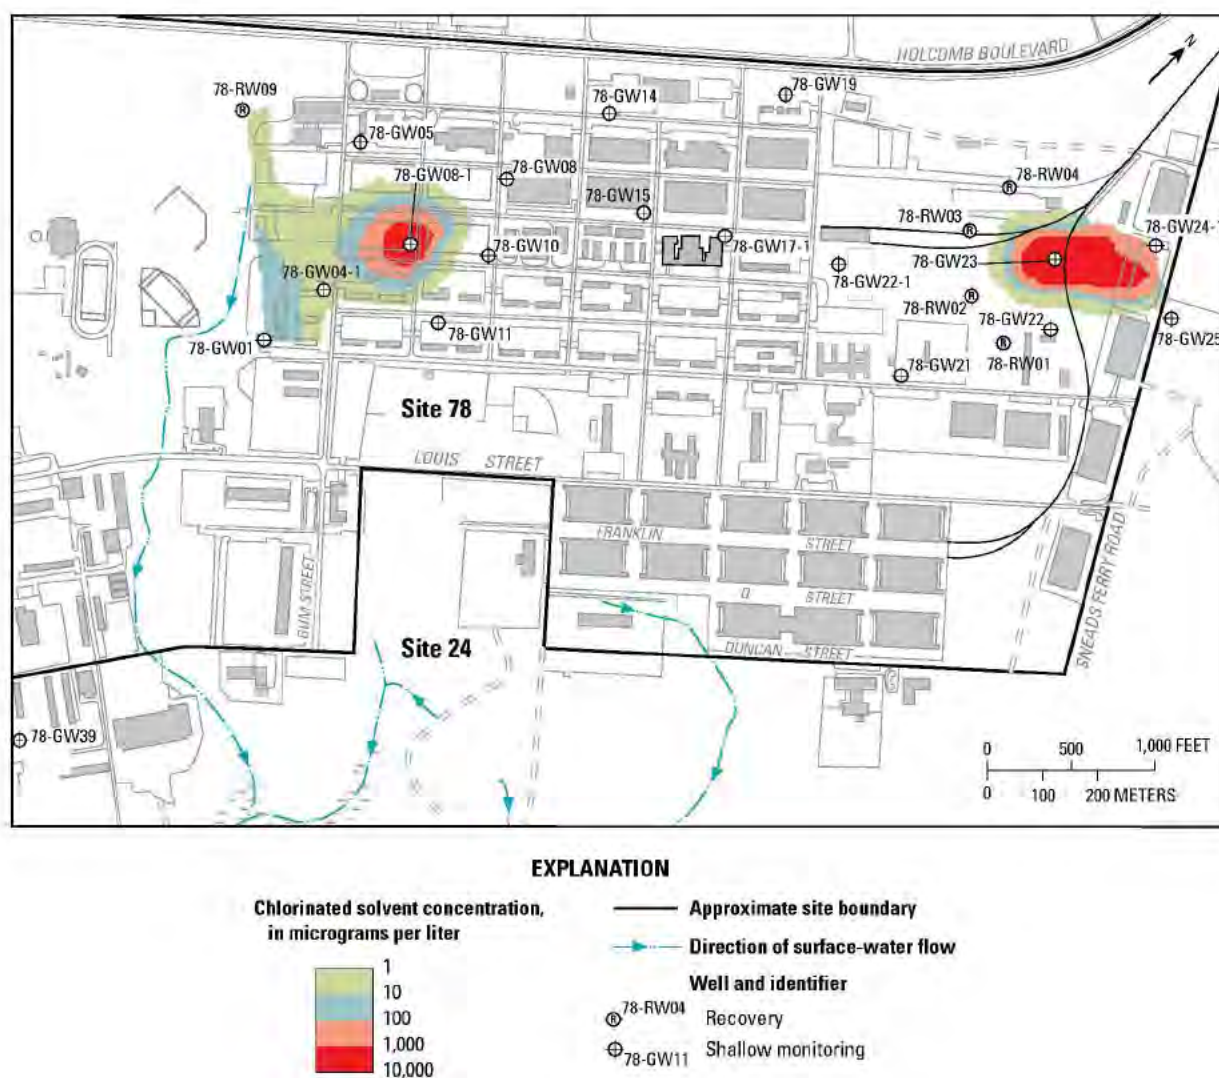 HOLCOMB BOULEVARD
N
78-RW09
78-GW14
78-GW19
78-GW05
78-GW08
78-GW08-1
78-GW15
78-RW04
78-RW03
78-GW24-1
78-GW10
78-GW17-1
78-GW23
78-GW04-1
78-GW22-1
78-RW02
78-GW22
78-GW11
78-GW01
78-GW25
78-GW21
78-RW01
Site 78
LOUIS STREET
FRANKLIN STREET
O STREET
DUNCAN STREET
GUM STREET
SNEADS FERRY ROAD
Site 24
78-GW39
0 500 1,000 FEET
0 100 200 METERS
EXPLANATION
Chlorinated solvent concentration,
in micrograms per liter
1
10
100
1,000
10,000
Approximate site boundary
Direction of surface-water flow
Well and identifier
R 78-RW04 Recovery
78-GW11 Shallow monitoring